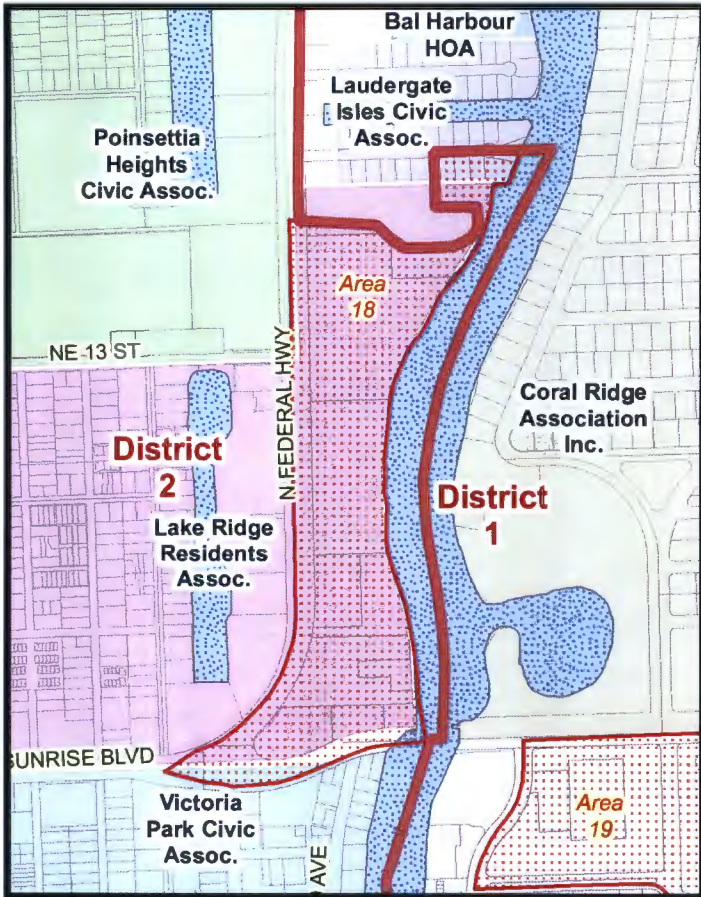 Bal Harbour
HOA
Laudergate
Isles Civic
Assoc.
Poinsettia
Heights
Civic Assoc.
Area
18
NE 13 ST
N FEDERAL HWY
Coral Ridge
Association
Inc.
District
2
District
1
Lake Ridge
Residents
Assoc.
SUNRISE BLVD
Victoria
Park Civic
Assoc.
AVE
Area
19